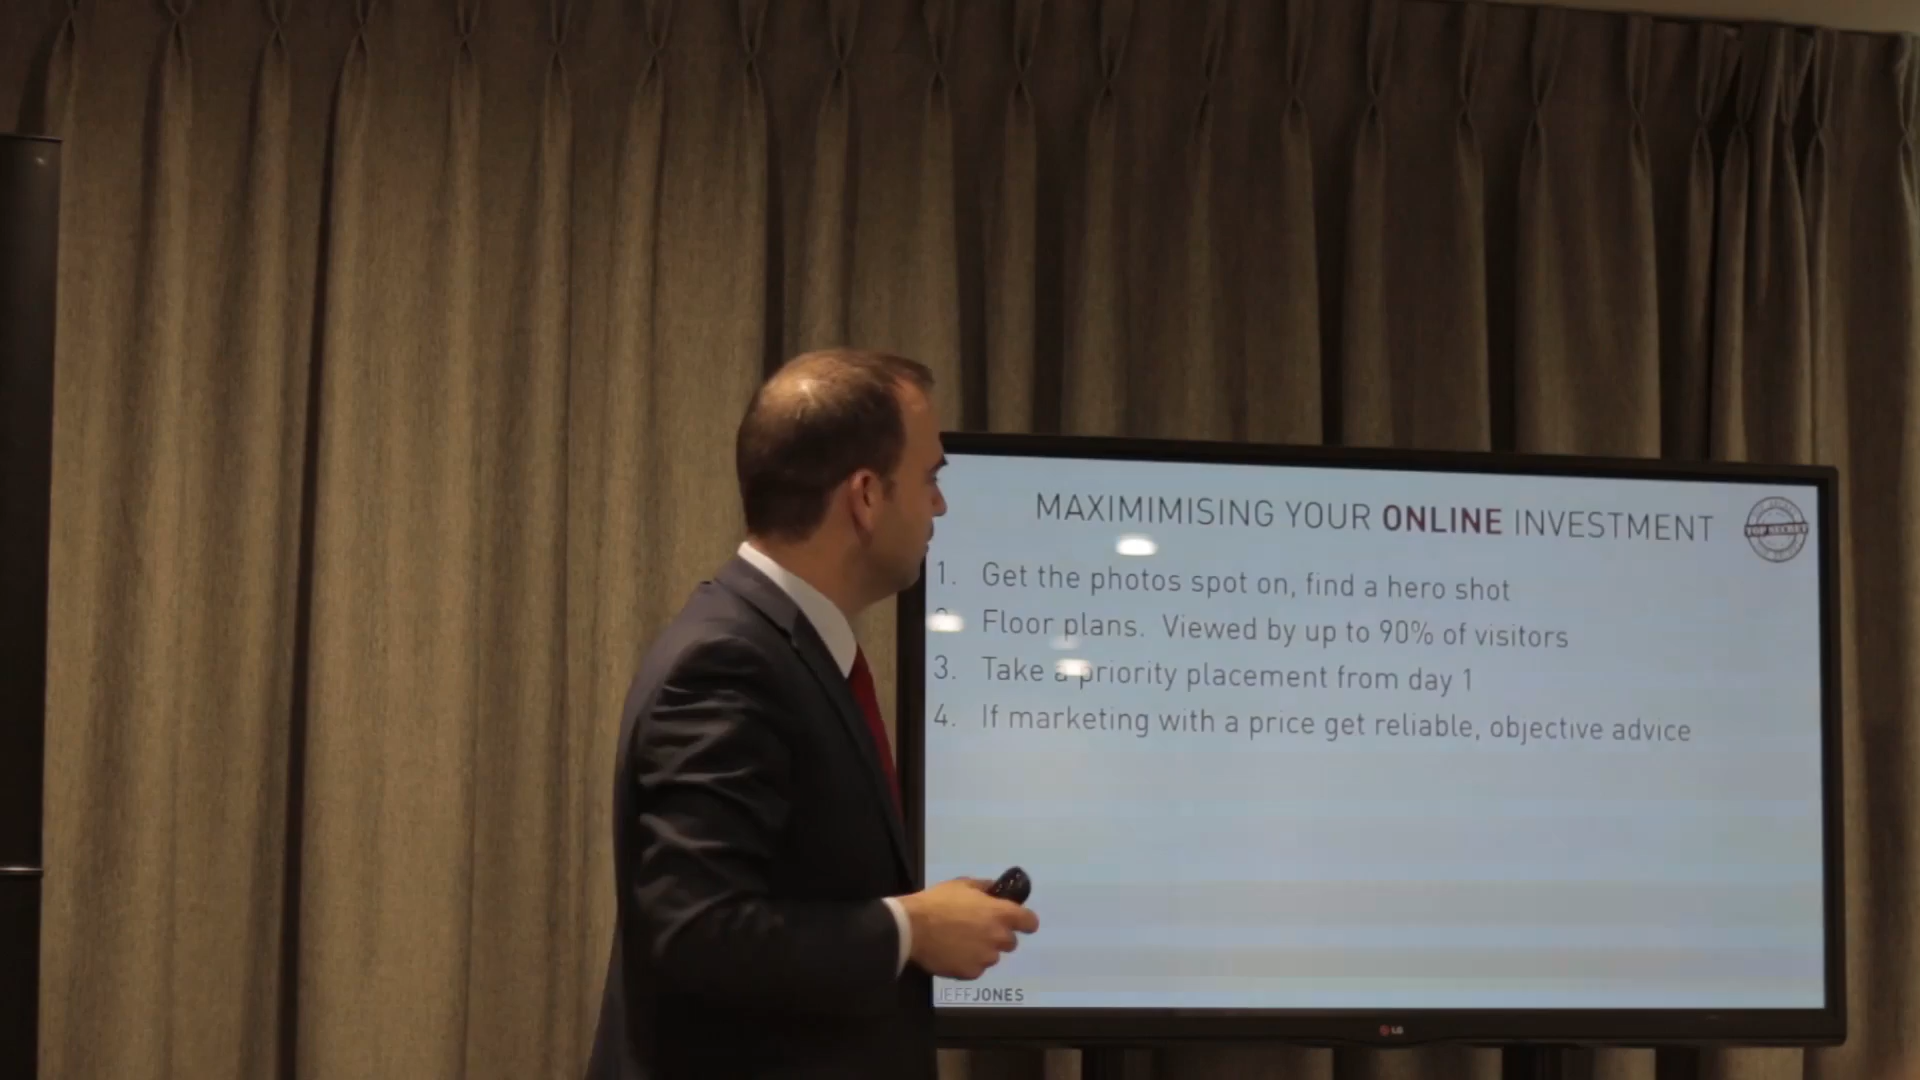 MAXIMIMISING YOUR ONLINE INVESTMENT
TOP SECRET
1. Get the photos spot on, find a hero shot
Floor plans. Viewed by up to 90% of visitors
3. Take a priority placement from day 1
4. If marketing with a price get reliable, objective advice
JEFFJONES
LG